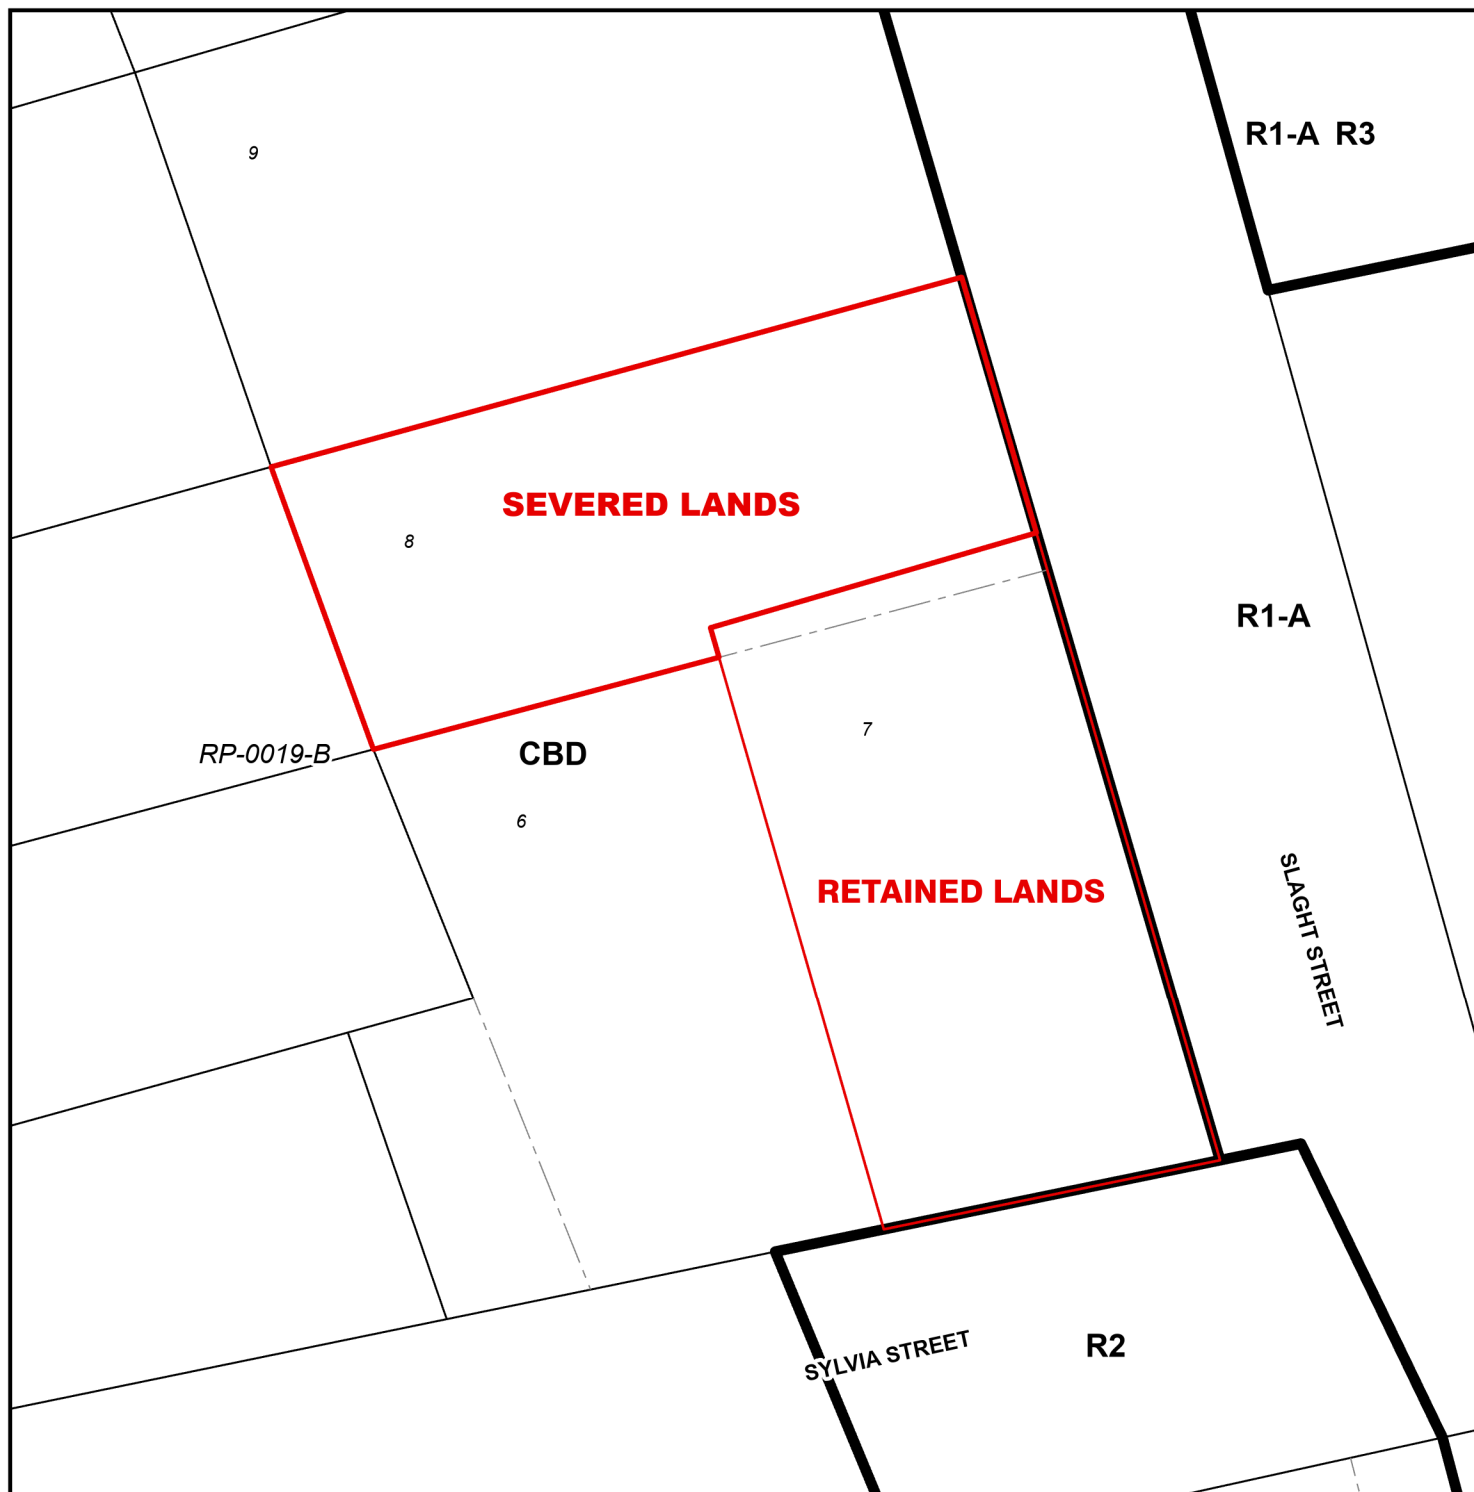 R1-A R3
9
SEVERED LANDS
8
R1-A
7
RP-0019-B
CBD
6
RETAINED LANDS
SLAGHT STREET
SYLVIA STREET
R2